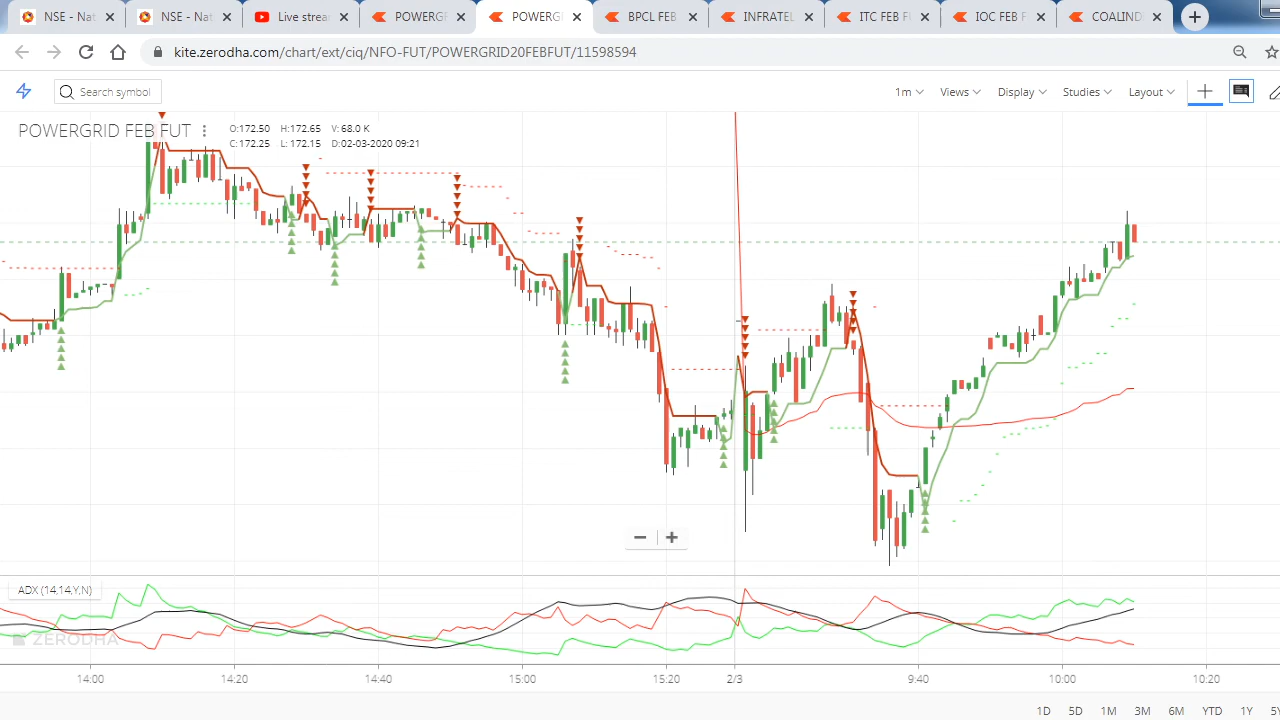 NSE - Nat
NSE - Nat
Live strea
POWERG
POWERG
BPCL FEB
INFRATEL
ITC FEB F
IOC FEB F
COALIND
kite.zerodha.com/chart/ext/ciq/NFO-FUT/POWERGRID20FEBFUT/11598594
Search symbol
1m
Views
Display
Studies
Layout
POWERGRID FEB FUT
O:172.50 H:172.65 V:68.0 K
C:172.25 L:172.15 D:02-03-2020 09:21
ADX (14,14,Y,N)
ZERODHA
14:00 14:20 14:40 15:00 15:20 2/3 9:40 10:00 10:20
1D 5D 1M 3M 6M YTD 1Y 5Y